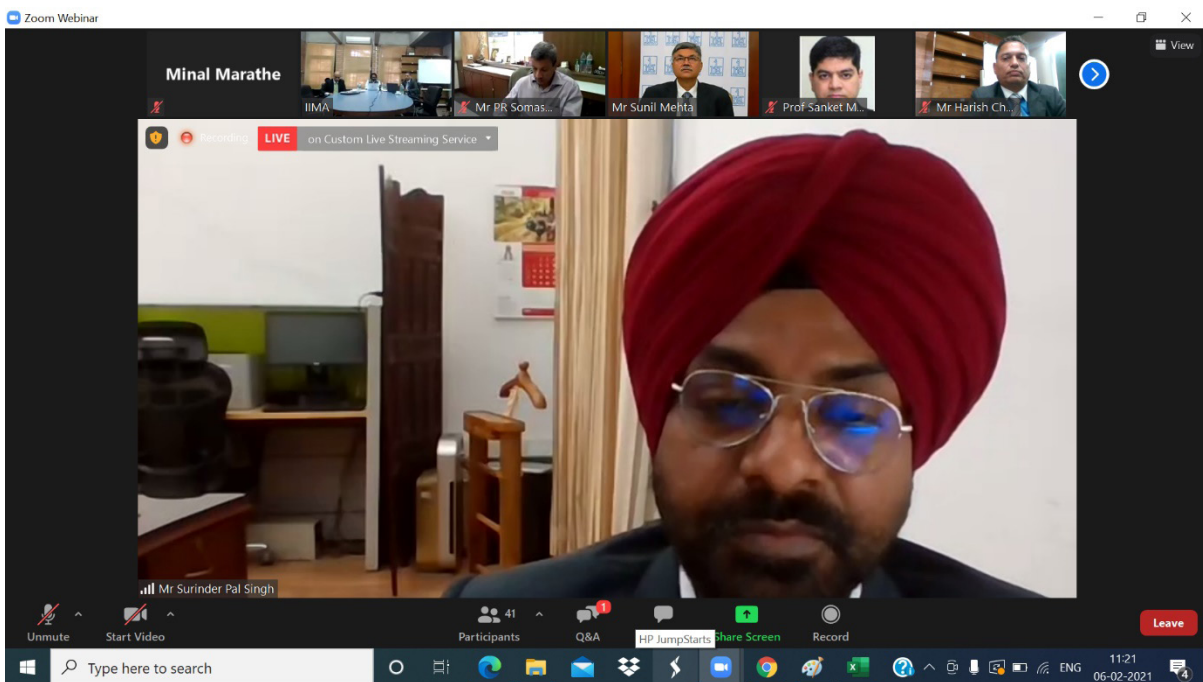 Zoom Webinar
View
Minal Marathe
IIMA
Mr PR Somas...
Mr Sunil Mehta
Prof Sanket M...
Mr Harish Ch...
Recording
LIVE
on Custom Live Streaming Service
Mr Surinder Pal Singh
41
1
Unmute
Start Video
Participants
Q&A
HP JumpStarts
Share Screen
Record
Leave
Type here to search
ENG
11:21
06-02-2021
4